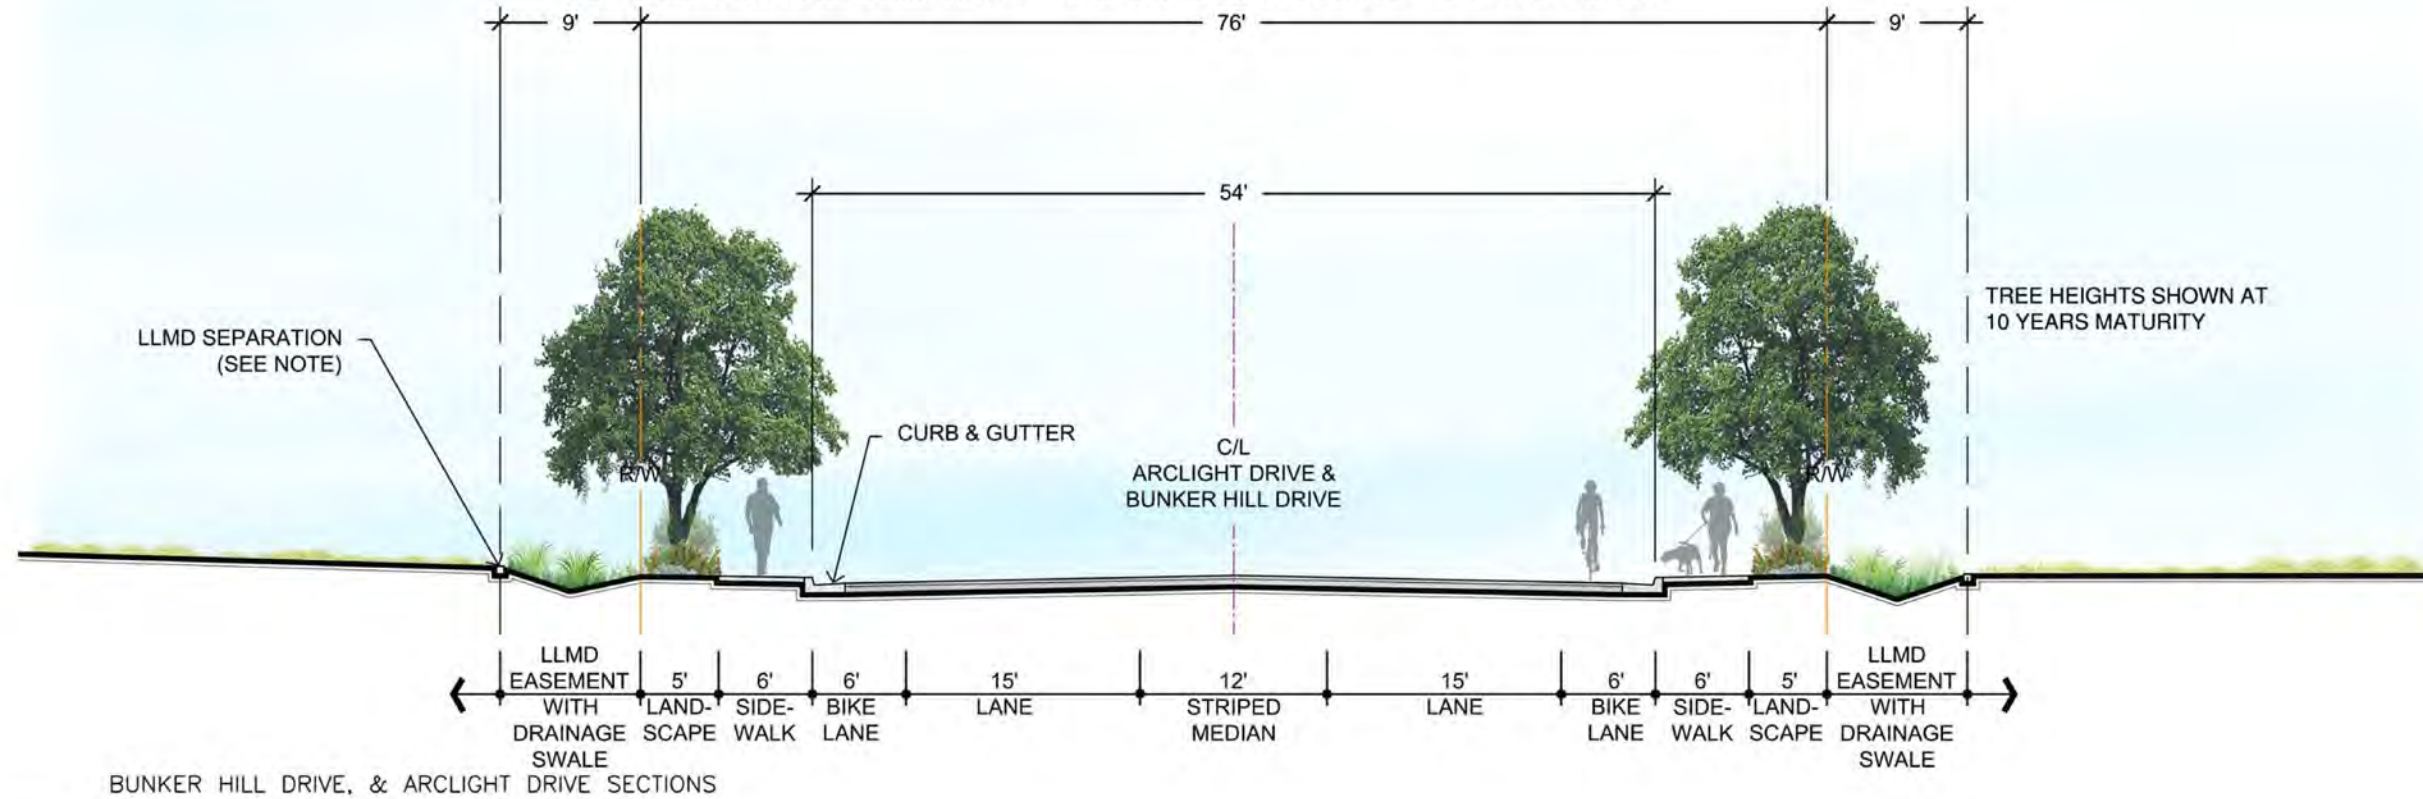 9' 76' 9'
54'
TREE HEIGHTS SHOWN AT
10 YEARS MATURITY
LLMD SEPARATION
(SEE NOTE)
CURB & GUTTER
C/L
ARCLIGHT DRIVE &
BUNKER HILL DRIVE
R/W
R/W
LLMD
EASEMENT
WITH
DRAINAGE
SWALE
5'
LAND-
SCAPE
6'
SIDE-
WALK
6'
BIKE
LANE
15'
LANE
12'
STRIPED
MEDIAN
15'
LANE
6'
BIKE
LANE
6'
SIDE-
WALK
5'
LAND-
SCAPE
LLMD
EASEMENT
WITH
DRAINAGE
SWALE
BUNKER HILL DRIVE, & ARCLIGHT DRIVE SECTIONS